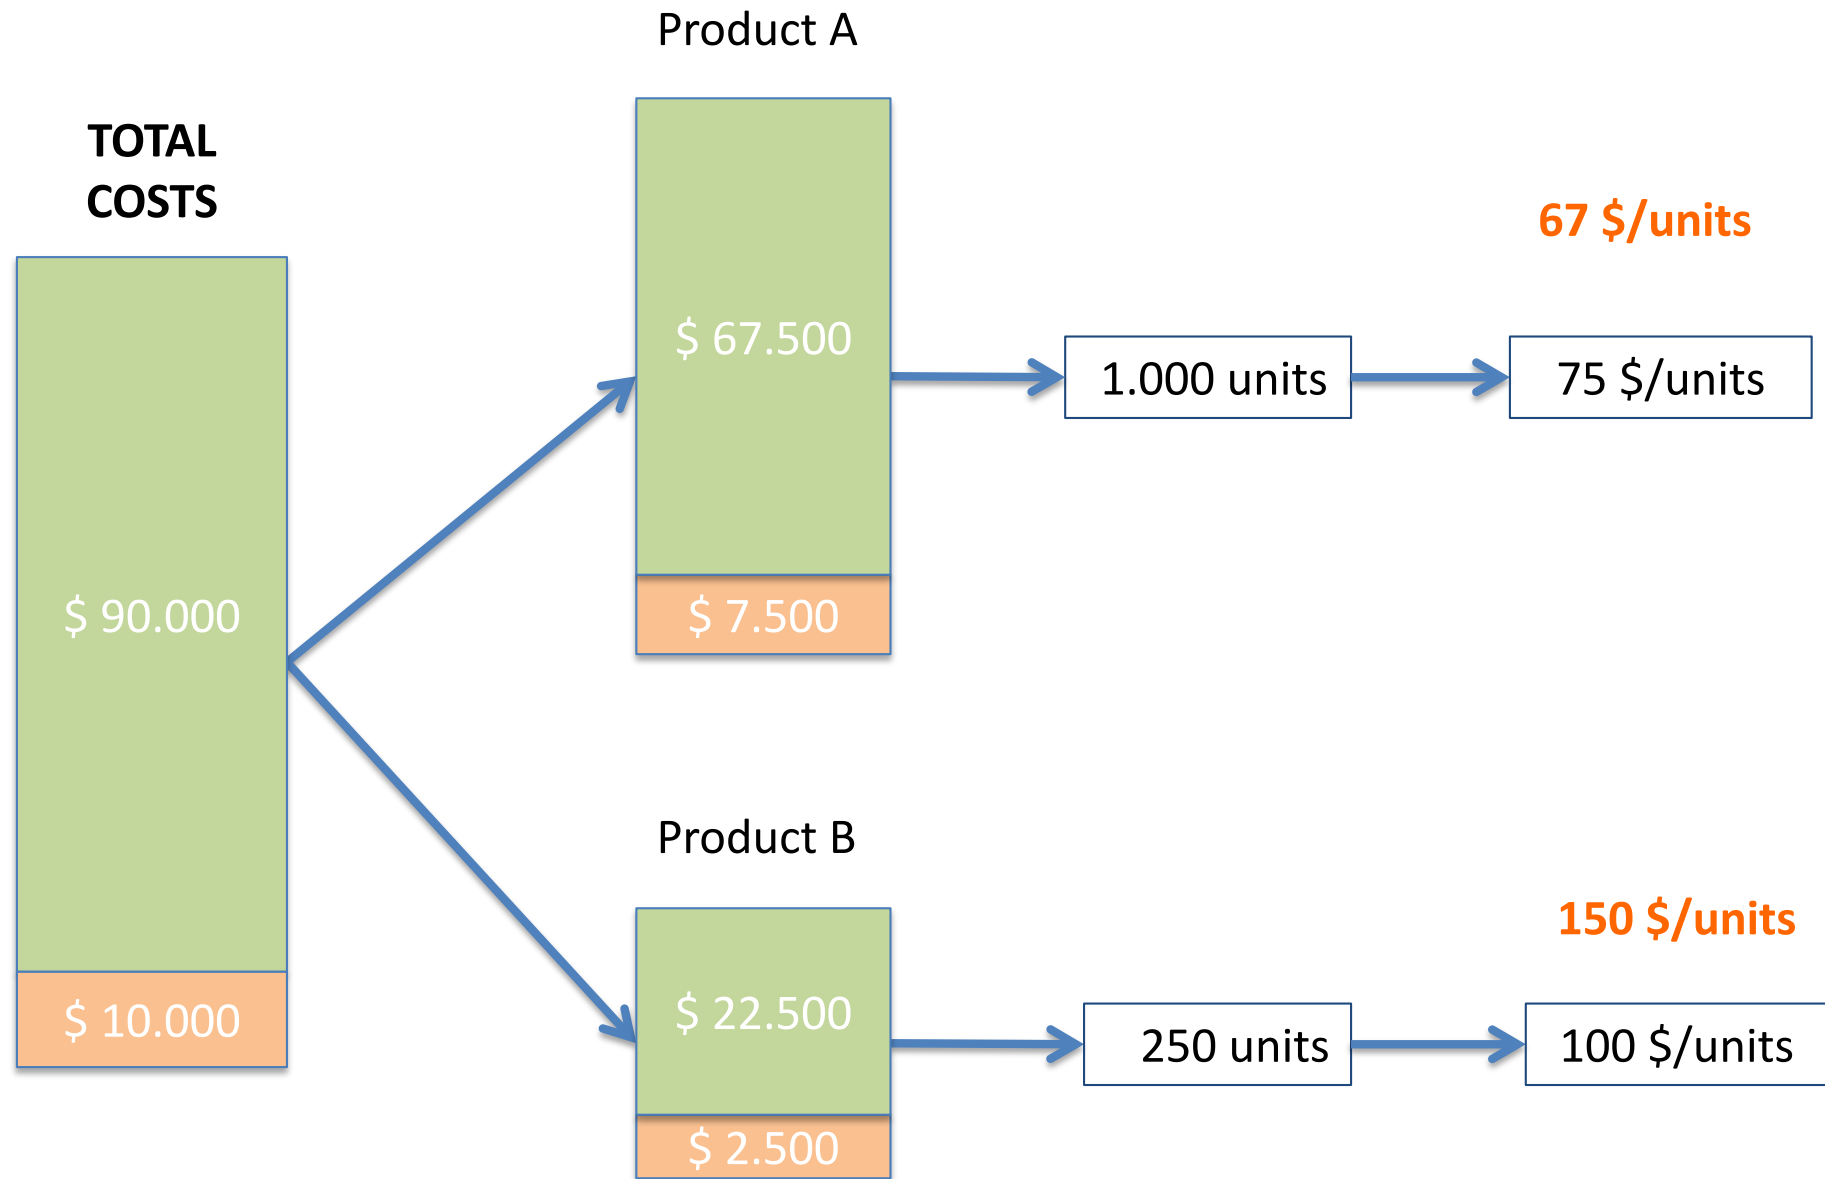 TOTAL
COSTS
$ 90.000
$ 10.000
Product A
$ 67.500
$ 7.500
1.000 units
67 $/units
75 $/units
Product B
$ 22.500
$ 2.500
250 units
150 $/units
100 $/units